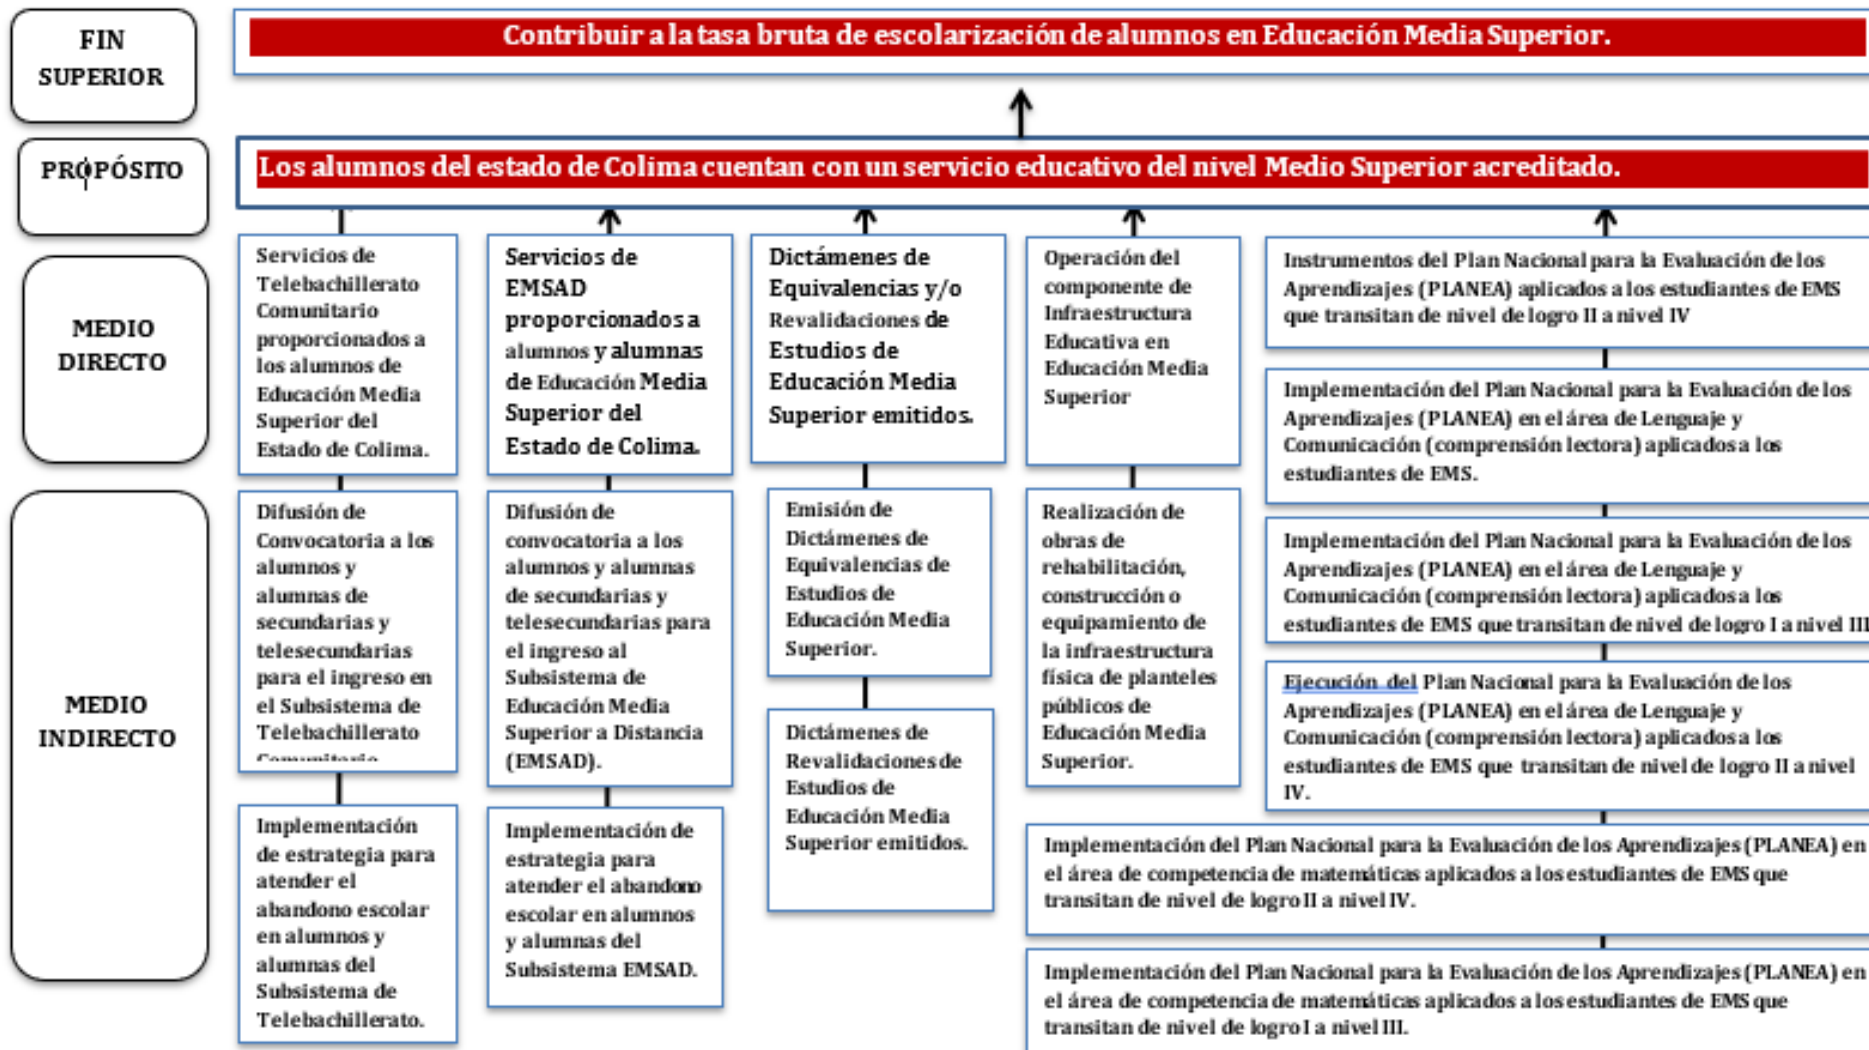 FIN
SUPERIOR
Contribuir a la tasa bruta de escolarización de alumnos en Educación Media Superior.
PROPÓSITO
Los alumnos del estado de Colima cuentan con un servicio educativo del nivel Medio Superior acreditado.
MEDIO
DIRECTO
Servicios de
Telebachillerato
Comunitario
proporcionados a
los alumnos de
Educación Media
Superior del
Estado de Colima.
Servicios de
EMSAD
proporcionados a
alumnos y alumnas
de Educación Media
Superior del
Estado de Colima.
Dictámenes de
Equivalencias y/o
Revalidaciones de
Estudios de
Educación Media
Superior emitidos.
Operación del
componente de
Infraestructura
Educativa en
Educación Media
Superior
Instrumentos del Plan Nacional para la Evaluación de los
Aprendizajes (PLANEA) aplicados a los estudiantes de EMS
que transitan de nivel de logro II a nivel IV
Implementación del Plan Nacional para la Evaluación de los
Aprendizajes (PLANEA) en el área de Lenguaje y
Comunicación (comprensión lectora) aplicados a los
estudiantes de EMS.
MEDIO
INDIRECTO
Difusión de
Convocatoria a los
alumnos y
alumnas de
secundarias y
telesecundarias
para el ingreso en
el Subsistema de
Telebachillerato
Comunitario
Implementación
de estrategia para
atender el
abandono escolar
en alumnos y
alumnas del
Subsistema de
Telebachillerato.
Difusión de
convocatoria a los
alumnos y alumnas
de secundarias y
telesecundarias para
el ingreso al
Subsistema de
Educación Media
Superior a Distancia
(EMSAD).
Implementación de
estrategia para
atender el abandono
escolar en alumnos
y alumnas del
Subsistema EMSAD.
Emisión de
Dictámenes de
Equivalencias de
Estudios de
Educación Media
Superior.
Dictámenes de
Revalidaciones de
Estudios de
Educación Media
Superior emitidos.
Realización de
obras de
rehabilitación,
construcción o
equipamiento de
la infraestructura
física de planteles
públicos de
Educación Media
Superior.
Implementación del Plan Nacional para la Evaluación de los
Aprendizajes (PLANEA) en el área de Lenguaje y
Comunicación (comprensión lectora) aplicados a los
estudiantes de EMS que transitan de nivel de logro I a nivel III
Ejecución del Plan Nacional para la Evaluación de los
Aprendizajes (PLANEA) en el área de Lenguaje y
Comunicación (comprensión lectora) aplicados a los
estudiantes de EMS que transitan de nivel de logro II a nivel
IV.
Implementación del Plan Nacional para la Evaluación de los Aprendizajes (PLANEA) en
el área de competencia de matemáticas aplicados a los estudiantes de EMS que
transitan de nivel de logro II a nivel IV.
Implementación del Plan Nacional para la Evaluación de los Aprendizajes (PLANEA) en
el área de competencia de matemáticas aplicados a los estudiantes de EMS que
transitan de nivel de logro I a nivel III.